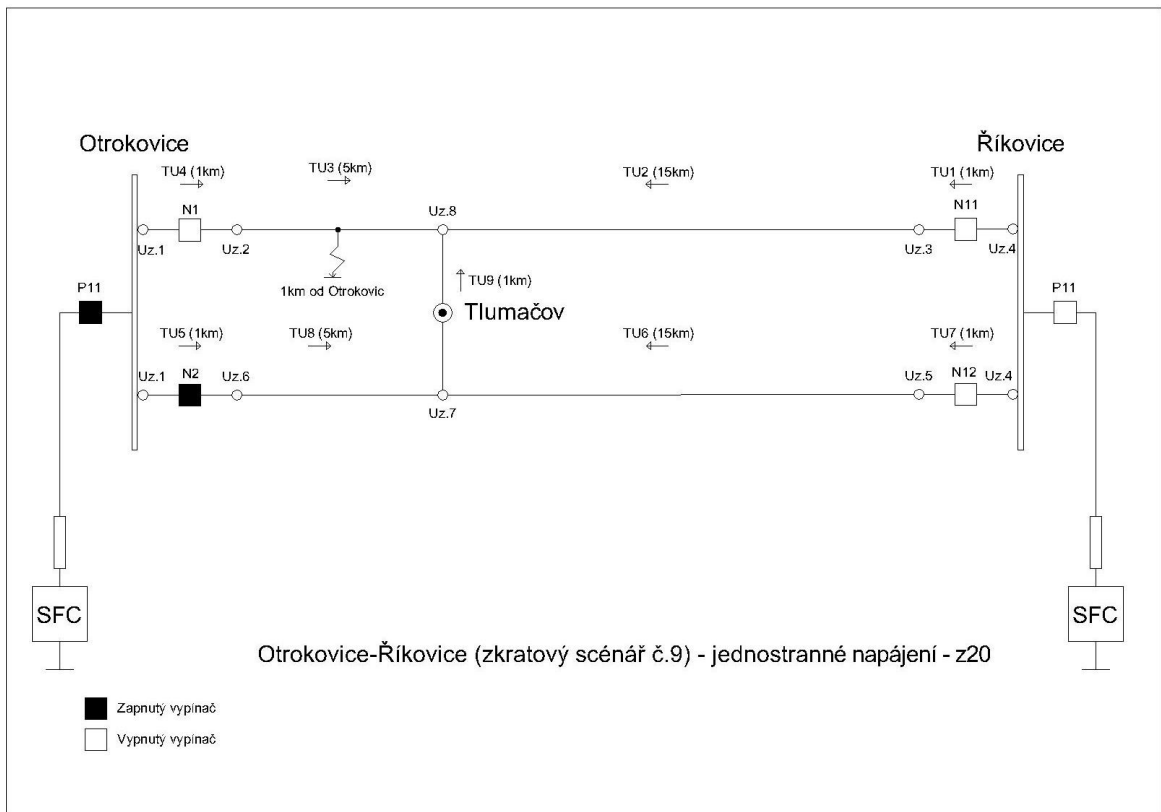 Otrokovice
Říkovice
TU4 (1km)
TU3 (5km)
TU2 (15km)
TU1 (1km)
N1
Uz.8
N11
Uz.1
Uz.2
Uz.3
Uz.4
1km od Otrokovic
TU9 (1km)
P11
Tlumačov
P11
TU5 (1km)
TU8 (5km)
TU6 (15km)
TU7 (1km)
Uz.1
N2
Uz.6
Uz.5
N12
Uz.4
Uz.7
SFC
SFC
Otrokovice-Říkovice (zkratový scénář č.9) - jednostranné napájení - z20
Zapnutý vypínač
Vypnutý vypínač